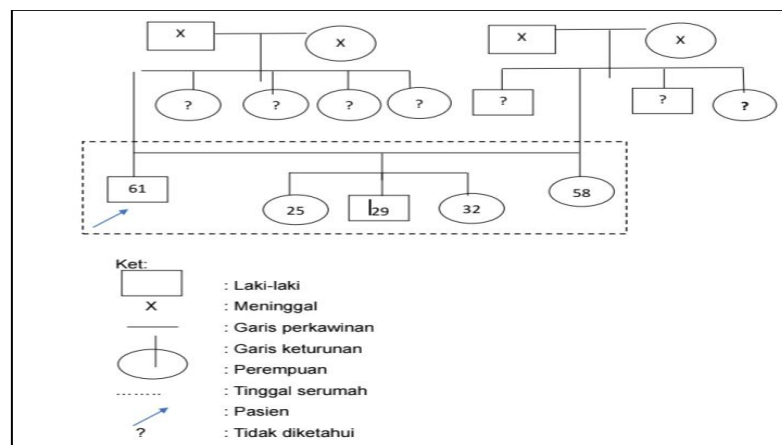 X X X X
? ? ? ? ? ? ?
61 25 29 32 58
Ket:
: Laki-laki
X : Meninggal
: Garis perkawinan
: Garis keturunan
: Perempuan
: Tinggal serumah
: Pasien
? : Tidak diketahui